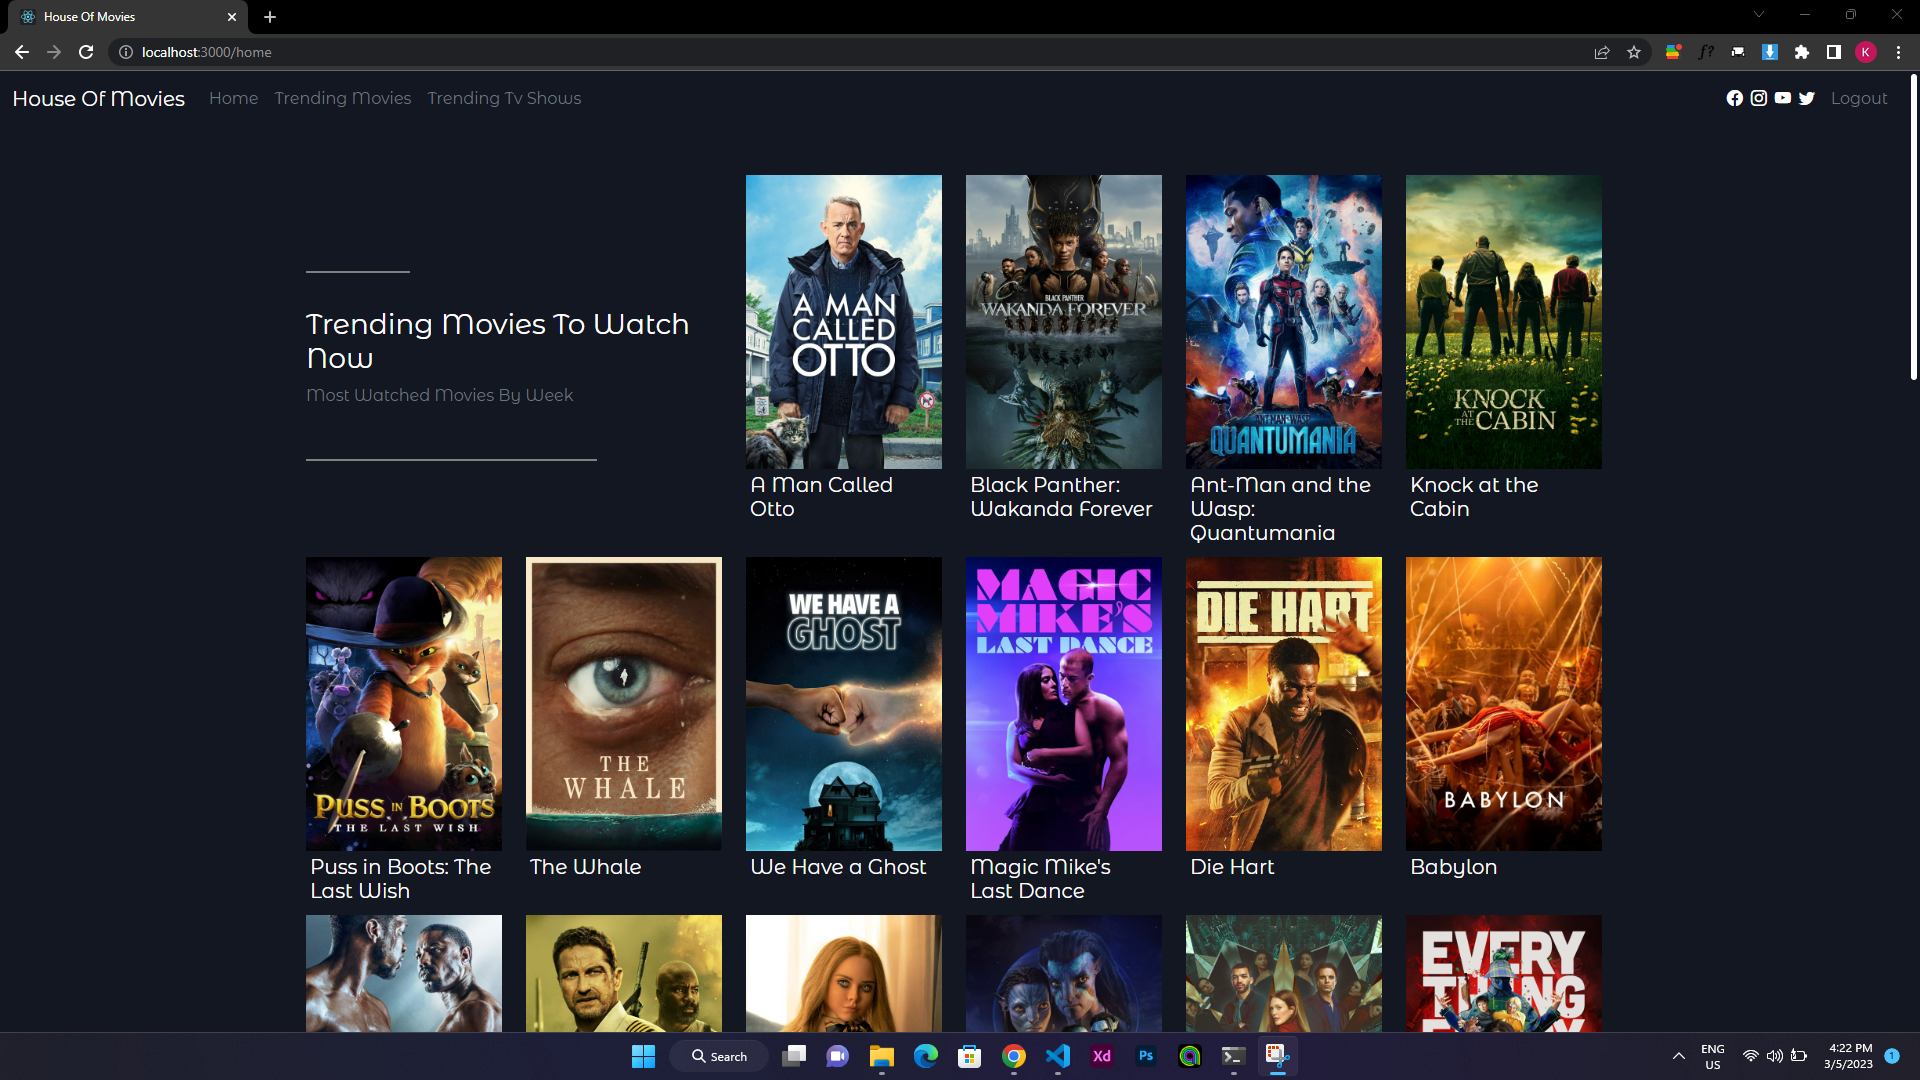 House Of Movies
localhost:3000/home
f?
K
House Of Movies
Home
Trending Movies
Trending Tv Shows
Logout
Trending Movies To Watch
Now
Most Watched Movies By Week
A MAN
CALLED
OTTO
BLACK PANTHER
WAKANDA FOREVER
ANT-MAN AND THE WASP
QUANTUMANIA
KNOCK
AT THE CABIN
A Man Called
Otto
Black Panther:
Wakanda Forever
Ant-Man and the
Wasp:
Quantumania
Knock at the
Cabin
PUSS IN BOOTS
THE LAST WISH
THE
WHALE
WE HAVE A
GHOST
MAGIC
MIKE'S
LAST DANCE
DIE HART
BABYLON
Puss in Boots: The
Last Wish
The Whale
We Have a Ghost
Magic Mike's
Last Dance
Die Hart
Babylon
EVERY
THING
Search
Xd
Ps
ENG
US
4:22 PM
3/5/2023
1